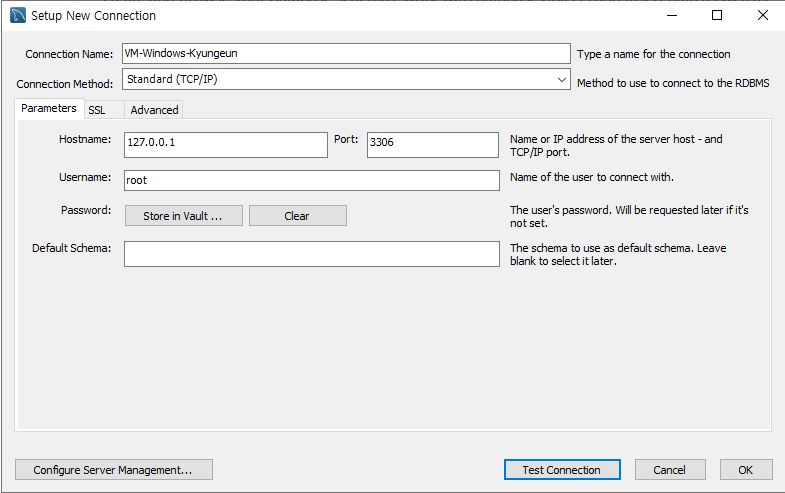 Setup New Connection
Connection Name: VM-Windows-Kyungeun Type a name for the connection
Connection Method: Standard (TCP/IP) Method to use to connect to the RDBMS
Parameters SSL Advanced
Hostname: 127.0.0.1 Port: 3306 Name or IP address of the server host - and
TCP/IP port.
Username: root Name of the user to connect with.
Password: Store in Vault ... Clear The user's password. Will be requested later if it's
not set.
Default Schema: The schema to use as default schema. Leave
blank to select it later.
Configure Server Management... Test Connection Cancel OK